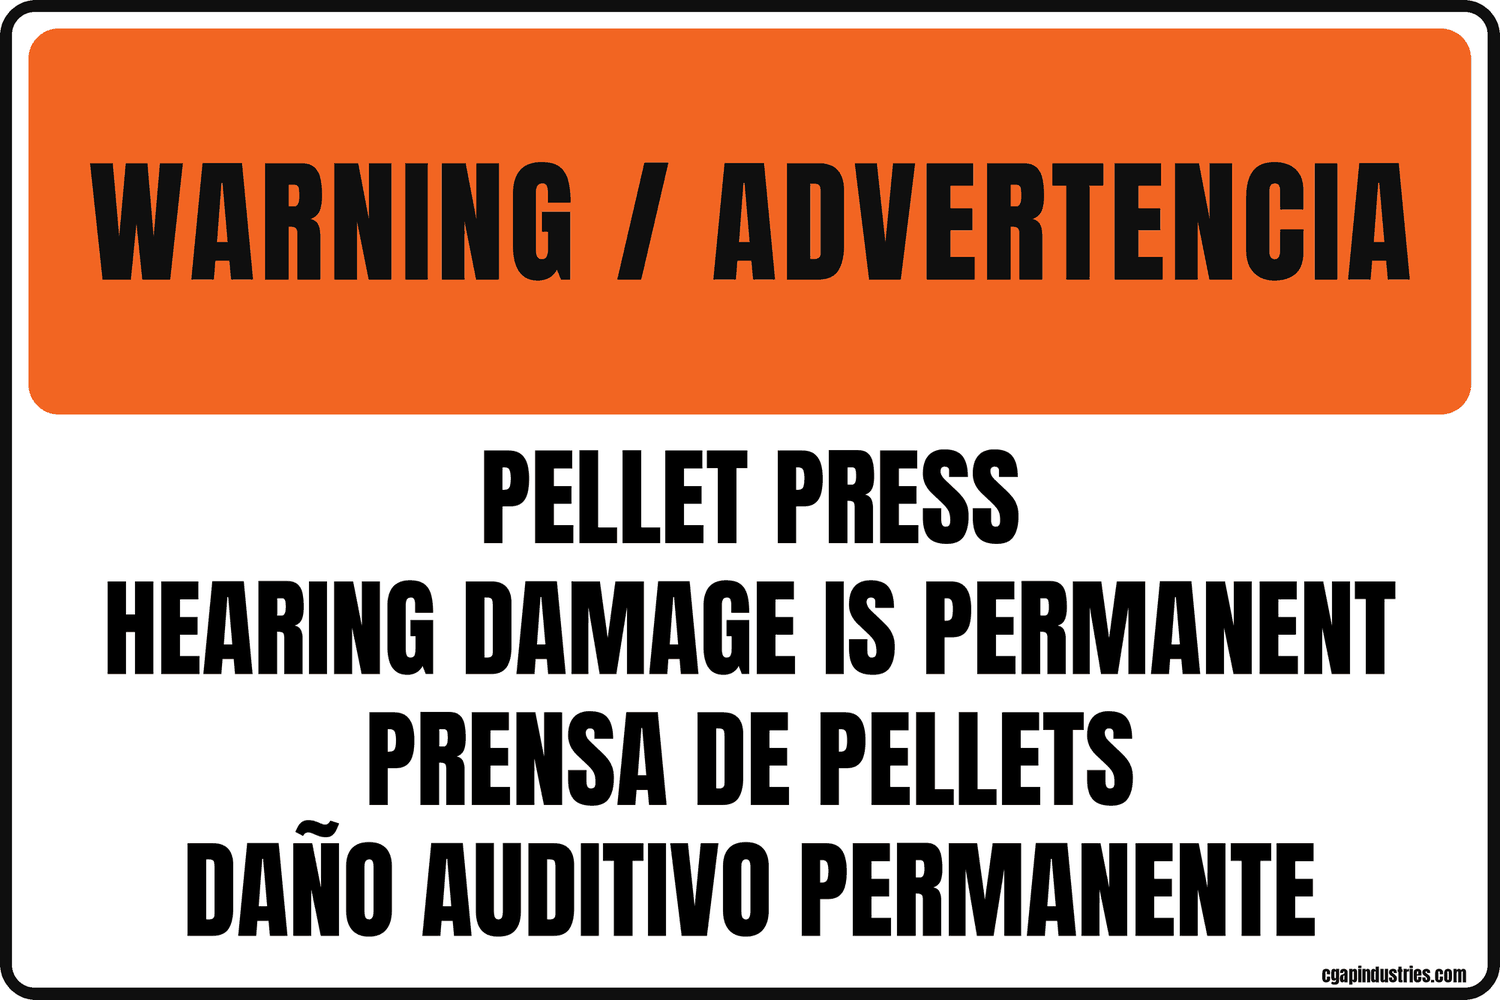 WARNING / ADVERTENCIA
PELLET PRESS
HEARING DAMAGE IS PERMANENT
PRENSA DE PELLETS
DAÑO AUDITIVO PERMANENTE
cgapindustries.com